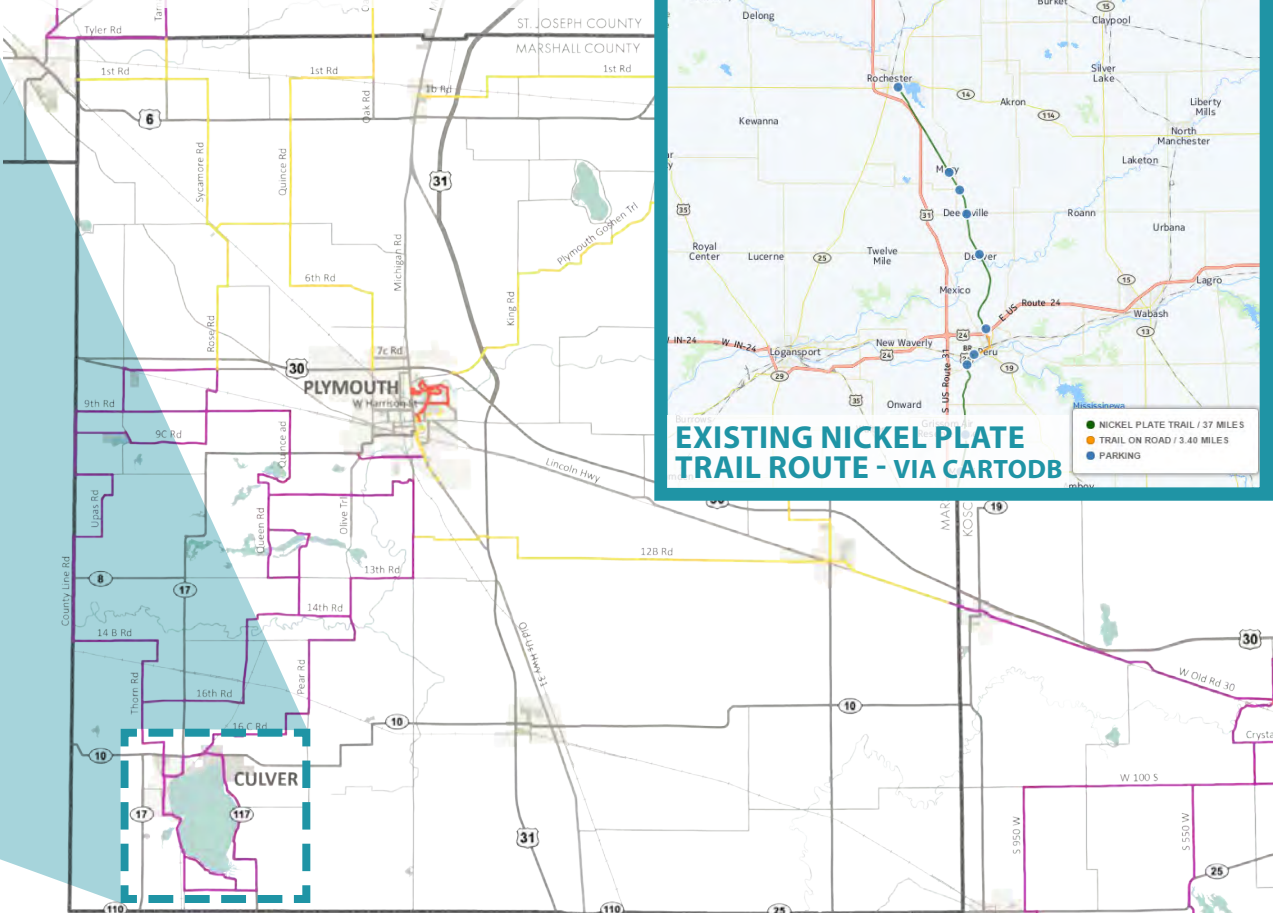 ST. JOSEPH COUNTY
MARSHALL COUNTY
Tyler Rd
1st Rd
1st Rd
1st Rd
1b Rd
Oak Rd
6
31
Sycamore Rd
Quince Rd
Michigan Rd
Plymouth Goshen Trl
6th Rd
King Rd
Rose Rd
7c Rd
30
PLYMOUTH
W Harrison St
9th Rd
9C Rd
Lincoln Hwy
Upas Rd
Queen Rd
Olive Trl
12B Rd
8
17
13th Rd
14th Rd
County Line Rd
14 B Rd
Thorn Rd
16th Rd
Pear Rd
Old Us Hwy 31
16 C Rd
10
10
10
CULVER
17
117
31
110
110
25
19
30
W Old Rd 30
W 100 S
S 950 W
S 550 W
25
Delong
Burket
15
Claypool
Rochester
Silver
Lake
14
Akron
114
Liberty
Mills
Kewanna
North
Manchester
Laketon
35
31
Roann
Urbana
Royal
Center
Lucerne
25
Twelve
Mile
Mexico
15
Lagro
E US Route 24
Wabash
13
W IN-24
W IN-24
Logansport
New Waverly
24
24
Peru
19
29
35
Onward
S US Route 31
Mississinewa
EXISTING NICKEL PLATE
TRAIL ROUTE - VIA CARTODB
NICKEL PLATE TRAIL / 37 MILES
TRAIL ON ROAD / 3.40 MILES
PARKING